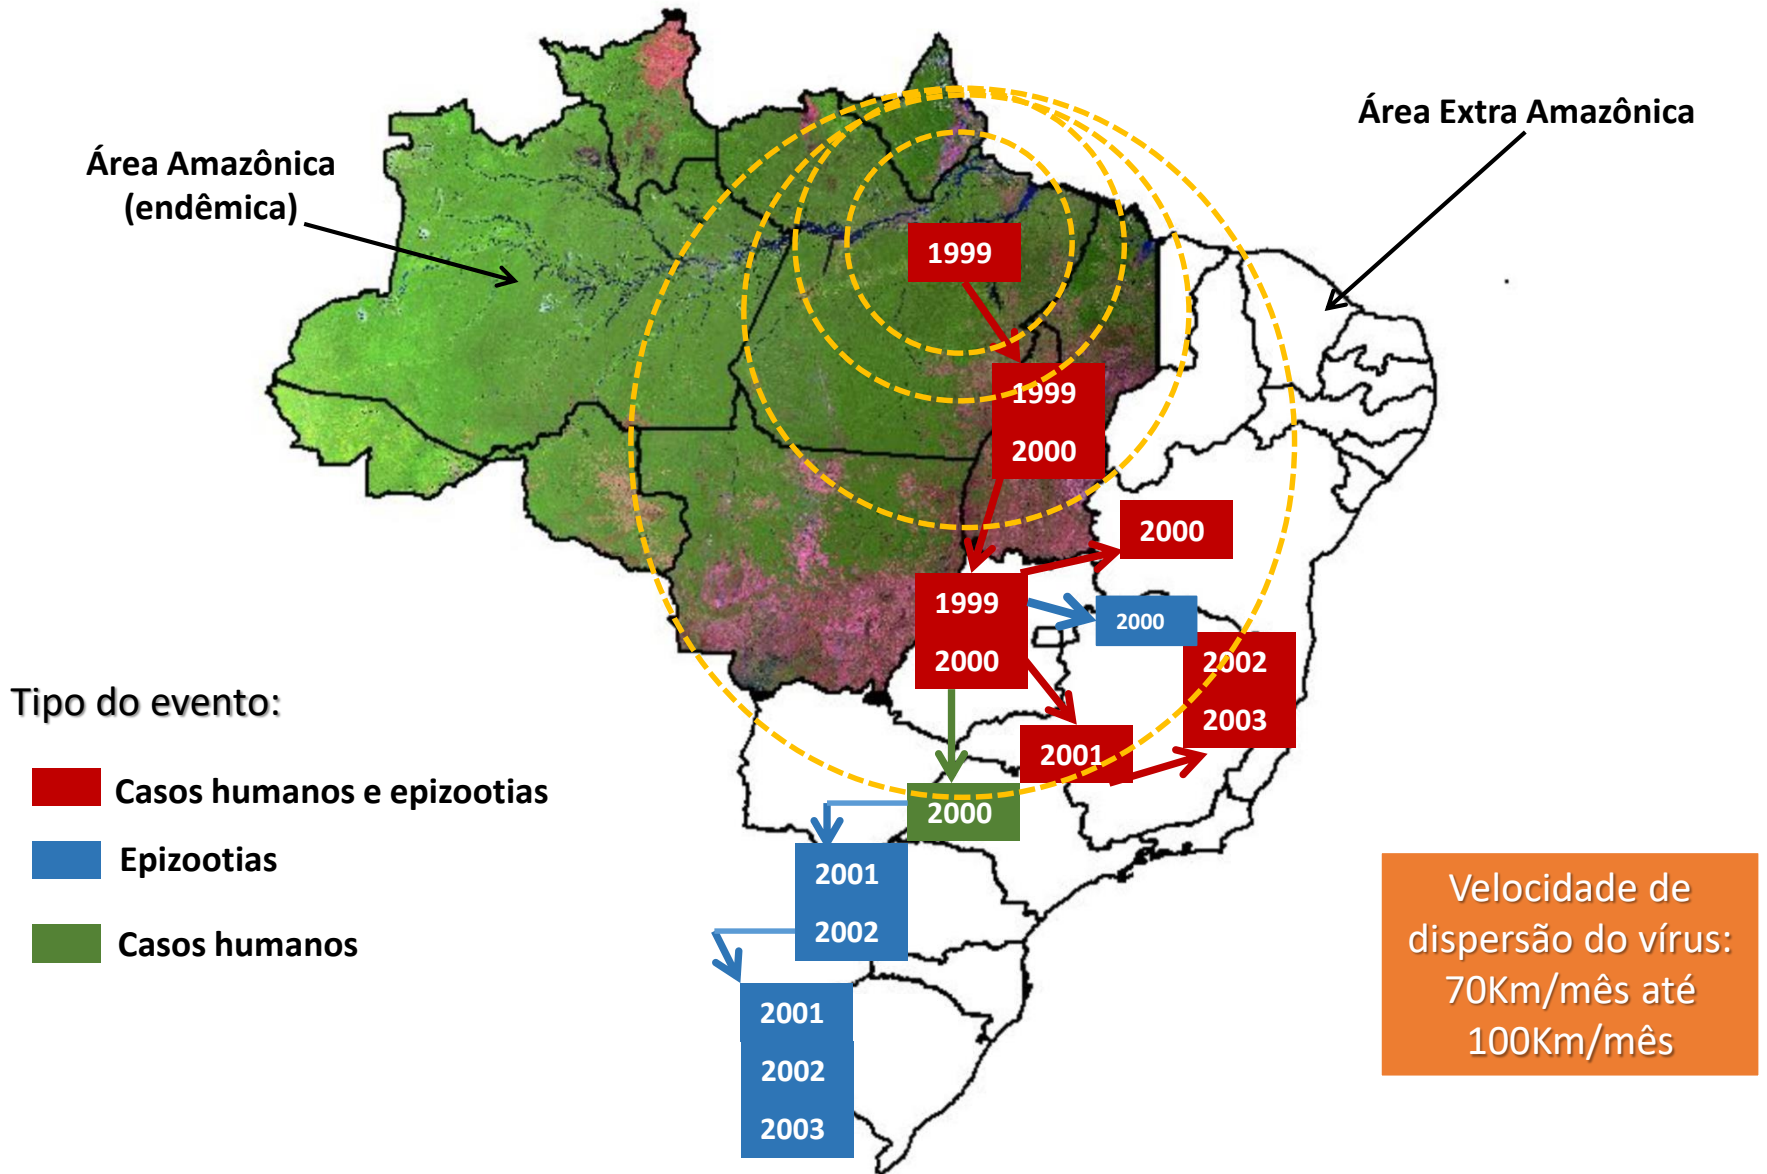 Área Extra Amazônica
Área Amazônica
(endêmica)
1999
1999
2000
2000
1999
2000
2000
2002
2003
2001
2000
2001
2002
2001
2002
2003
Tipo do evento:
Casos humanos e epizootias
Epizootias
Casos humanos
Velocidade de
dispersão do vírus:
70Km/mês até
100Km/mês